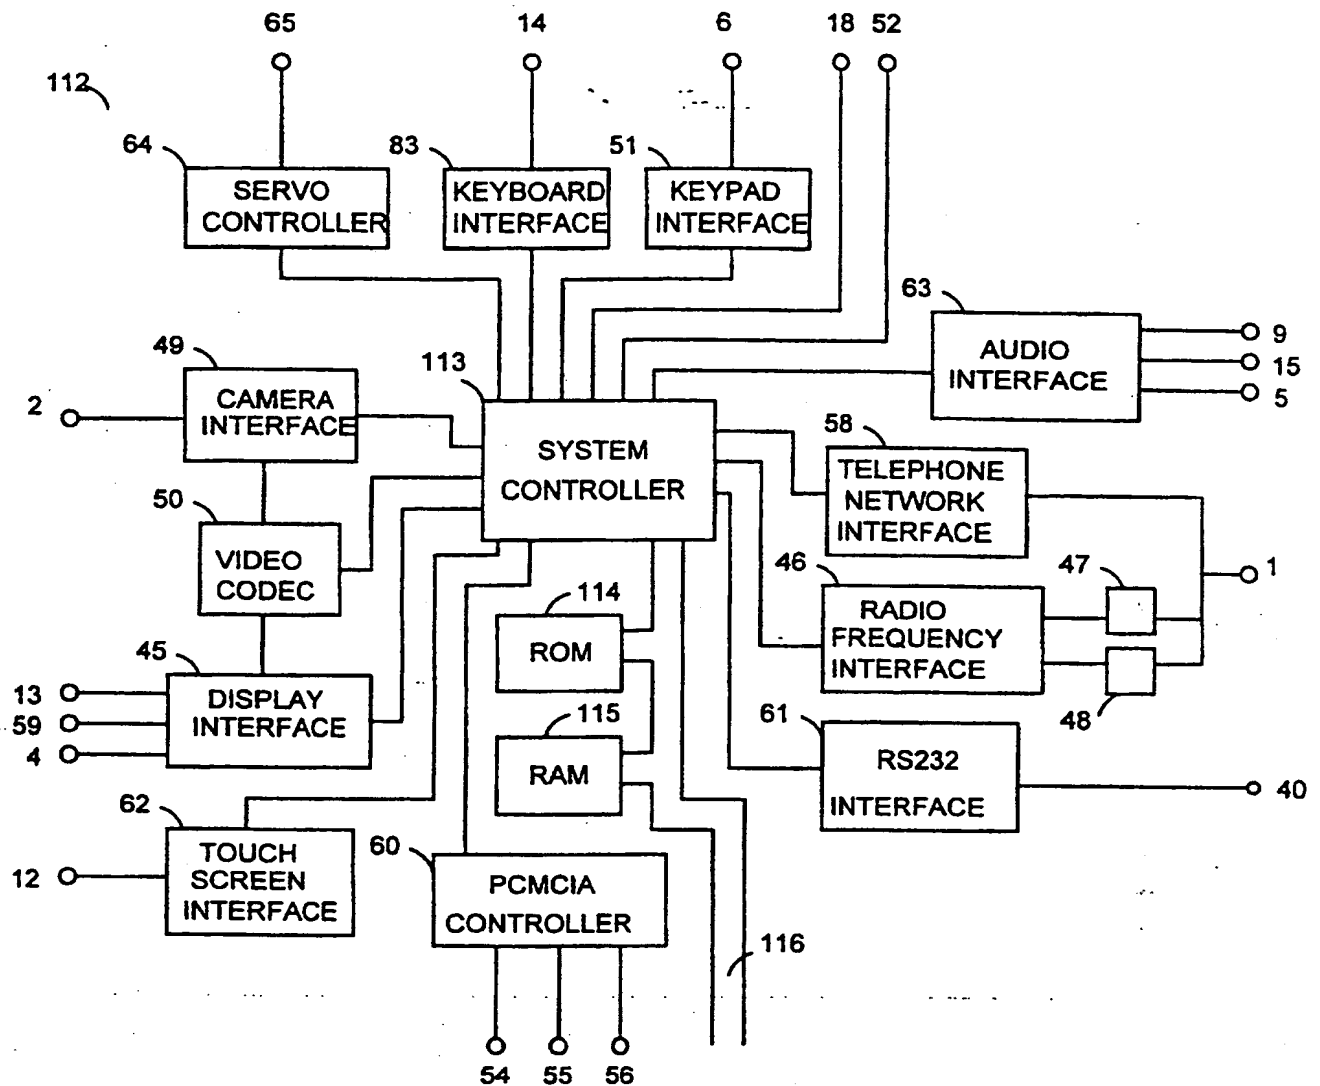 65
14
6
18
52
112
64
83
51
SERVO
CONTROLLER
KEYBOARD
INTERFACE
KEYPAD
INTERFACE
63
AUDIO
INTERFACE
9
15
5
49
CAMERA
INTERFACE
2
113
SYSTEM
CONTROLLER
58
TELEPHONE
NETWORK
INTERFACE
50
VIDEO
CODEC
46
RADIO
FREQUENCY
INTERFACE
47
48
1
114
ROM
45
DISPLAY
INTERFACE
13
59
4
115
RAM
61
RS232
INTERFACE
40
62
TOUCH
SCREEN
INTERFACE
12
60
PCMCIA
CONTROLLER
116
54
55
56